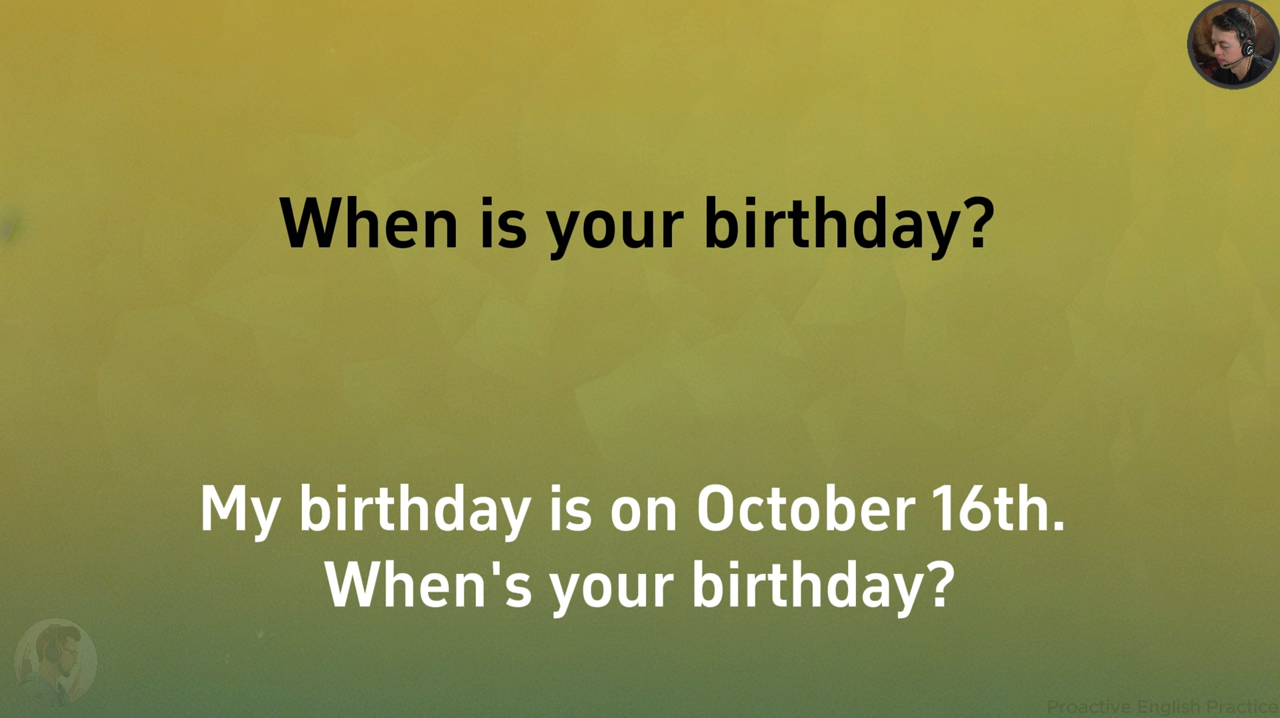 When is your birthday?
My birthday is on October 16th.
When's your birthday?
Proactive English Practice